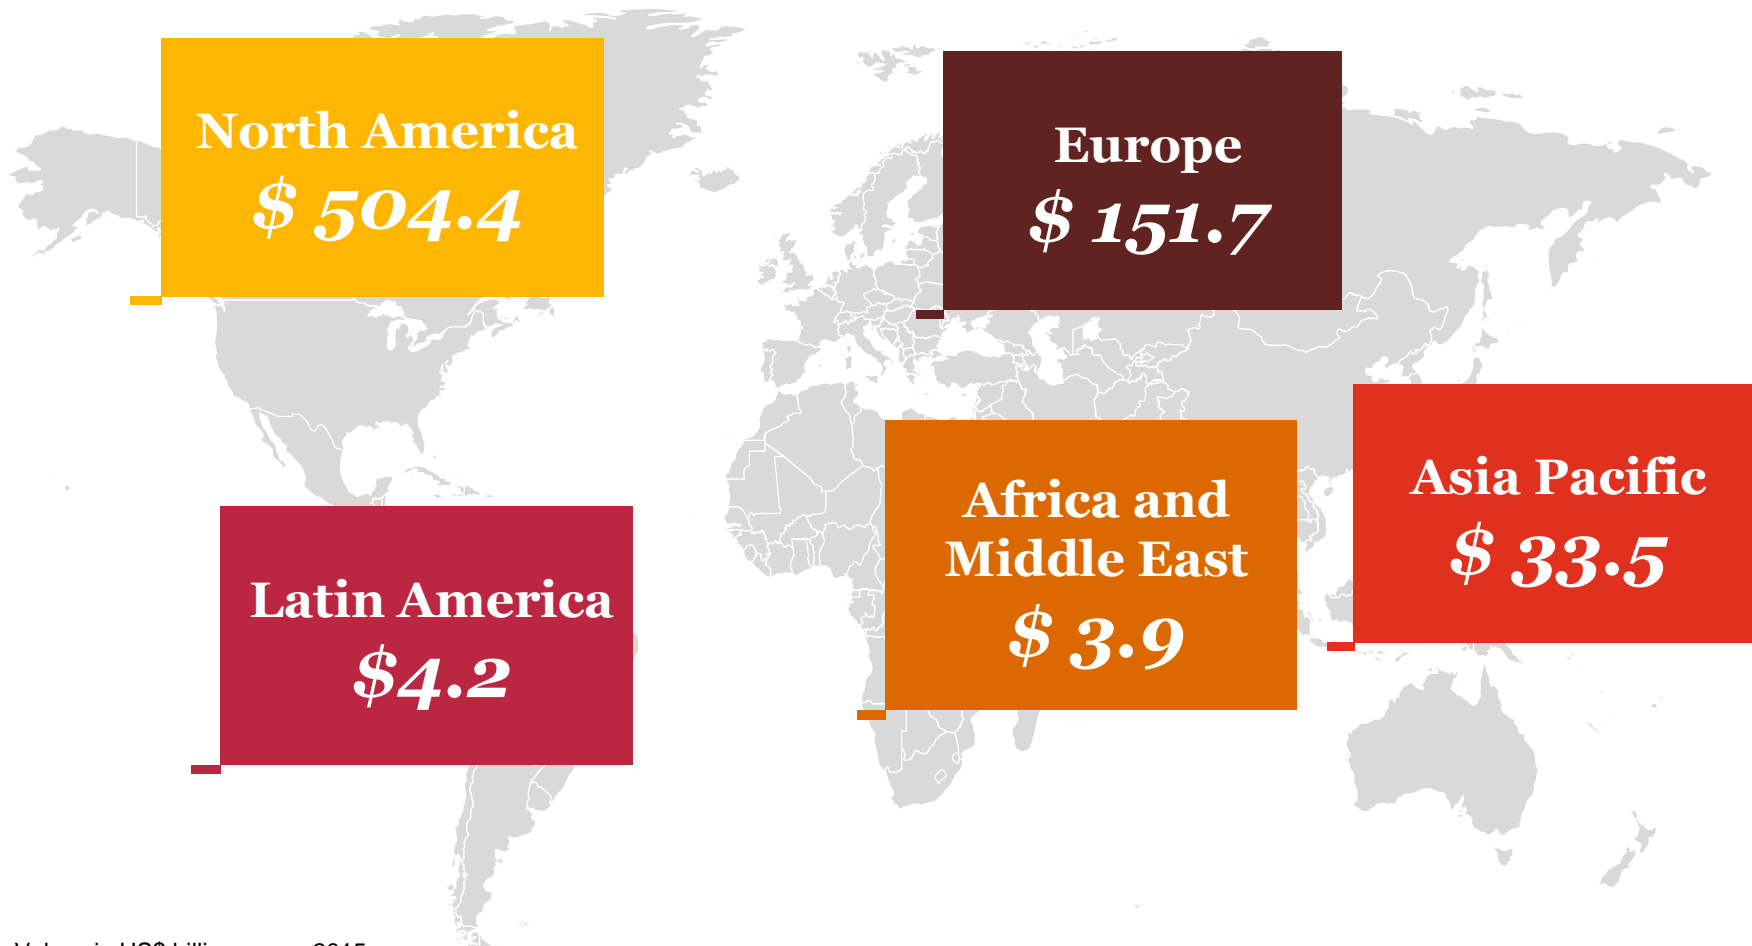 North America
$ 504.4
Europe
$ 151.7
Asia Pacific
$ 33.5
Africa and
Middle East
$ 3.9
Latin America
$4.2